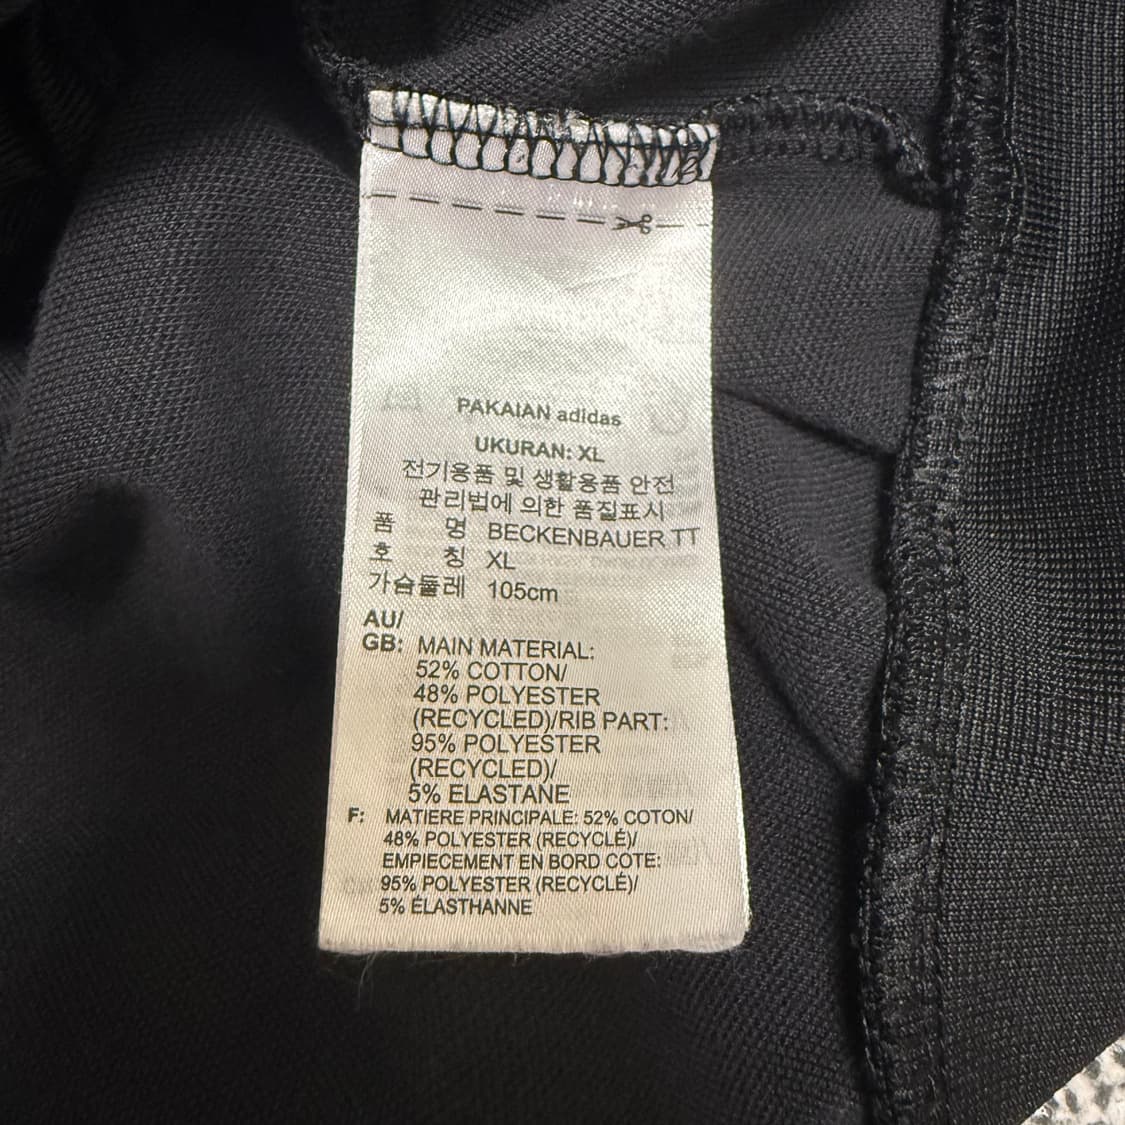 PAKAIAN adidas
UKURAN: XL
전기용품 및 생활용품 안전
관리법에 의한 품질표시
품 명 BECKENBAUER TT
호 칭 XL
가슴둘레 105cm
AU/
GB: MAIN MATERIAL:
52% COTTON/
48% POLYESTER
(RECYCLED)/RIB PART:
95% POLYESTER
(RECYCLED)/
5% ELASTANE
F: MATIERE PRINCIPALE: 52% COTON/
48% POLYESTER (RECYCLÉ)/
EMPIECEMENT EN BORD COTE:
95% POLYESTER (RECYCLÉ)/
5% ÉLASTHANNE